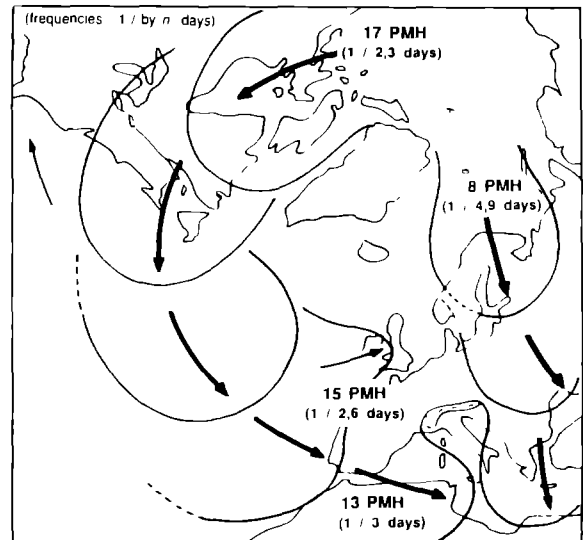 (frequencies 1 / by n days)
17 PMH
(1 / 2,3 days)
8 PMH
(1 / 4,9 days)
15 PMH
(1 / 2,6 days)
13 PMH
(1 / 3 days)